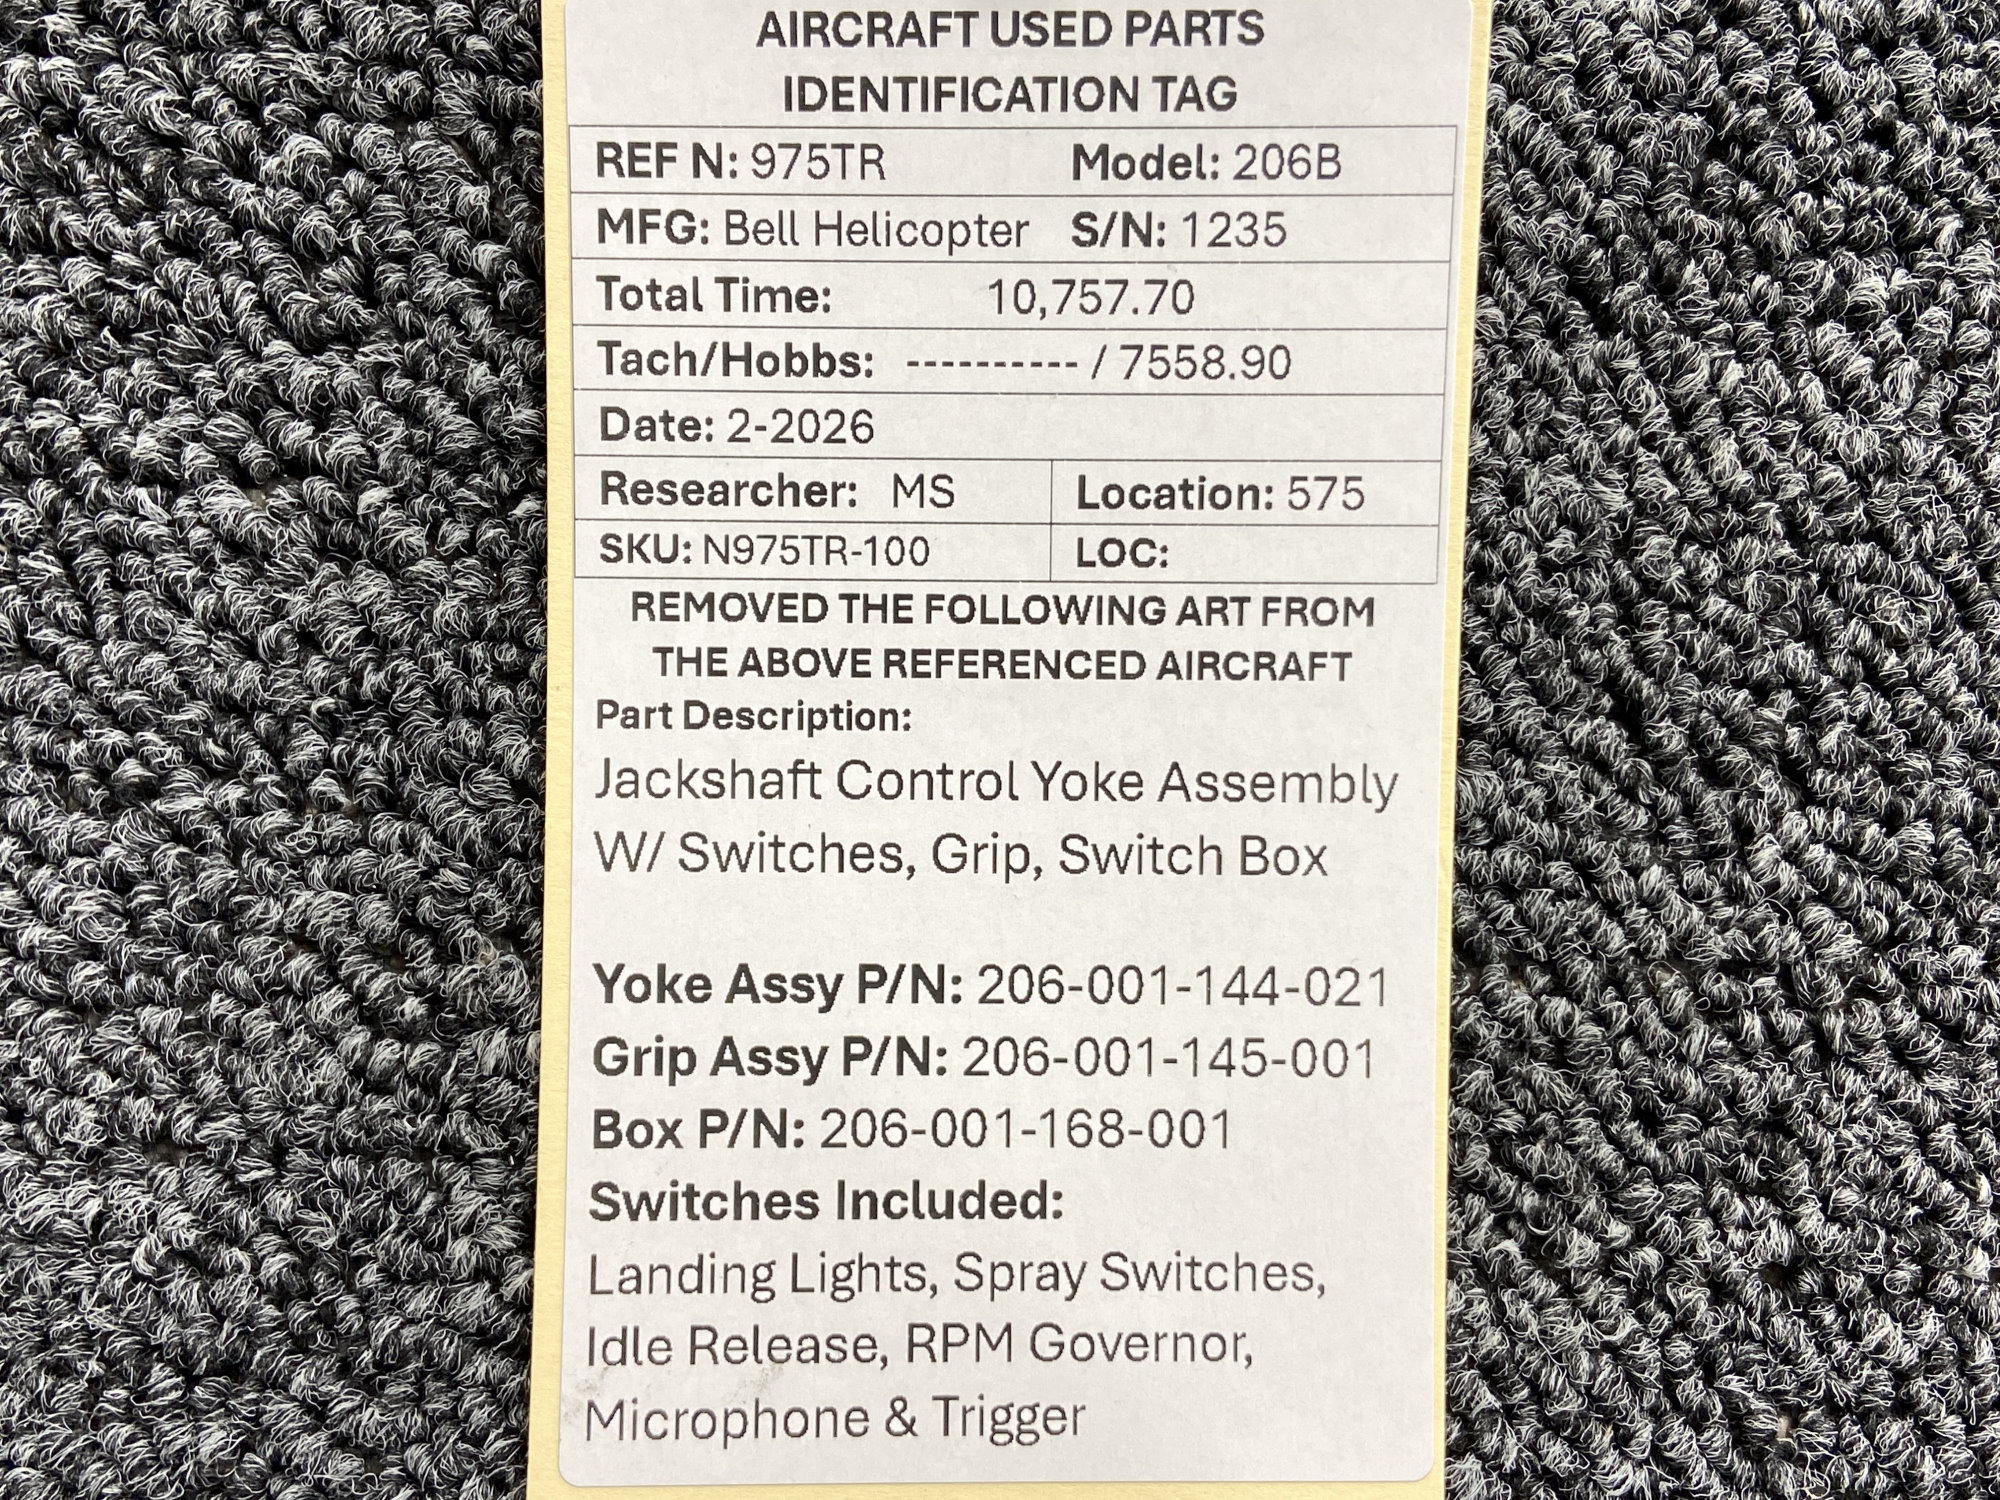 AIRCRAFT USED PARTS
IDENTIFICATION TAG
REF N: 975TR Model: 206B
MFG: Bell Helicopter S/N: 1235
Total Time: 10,757.70
Tach/Hobbs: ---------- / 7558.90
Date: 2-2026
Researcher: MS Location: 575
SKU: N975TR-100 LOC:
REMOVED THE FOLLOWING ART FROM
THE ABOVE REFERENCED AIRCRAFT
Part Description:
Jackshaft Control Yoke Assembly
W/ Switches, Grip, Switch Box
Yoke Assy P/N: 206-001-144-021
Grip Assy P/N: 206-001-145-001
Box P/N: 206-001-168-001
Switches Included:
Landing Lights, Spray Switches,
Idle Release, RPM Governor,
Microphone & Trigger